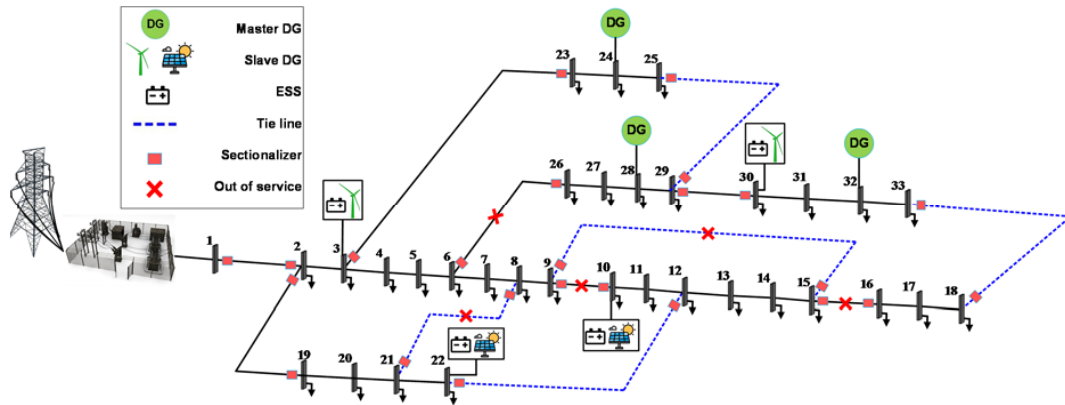 DG Master DG
Slave DG
ESS
Tie line
Sectionalizer
Out of service
DG
23 24 25
DG
DG
26 27 28 29 30 31 32 33
1 2 3 4 5 6 7 8 9 10 11 12 13 14 15 16 17 18
19 20 21 22